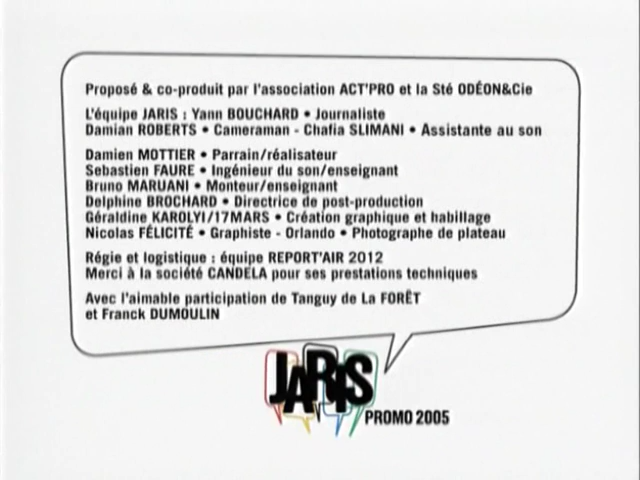 Proposé & co-produit par l'association ACT'PRO et la Sté ODÉON&Cie
L'équipe JARIS : Yann BOUCHARD • Journaliste
Damian ROBERTS • Cameraman - Chafia SLIMANI • Assistante au son
Damien MOTTIER • Parrain/réalisateur
Sebastien FAURE • Ingénieur du son/enseignant
Bruno MARUANI • Monteur/enseignant
Delphine BROCHARD • Directrice de post-production
Géraldine KAROLYI/17MARS • Création graphique et habillage
Nicolas FÉLICITÉ • Graphiste - Orlando • Photographe de plateau
Régie et logistique : équipe REPORT'AIR 2012
Merci à la société CANDELA pour ses prestations techniques
Avec l'aimable participation de Tanguy de La FORÊT
et Franck DUMOULIN
JARIS
PROMO 2005